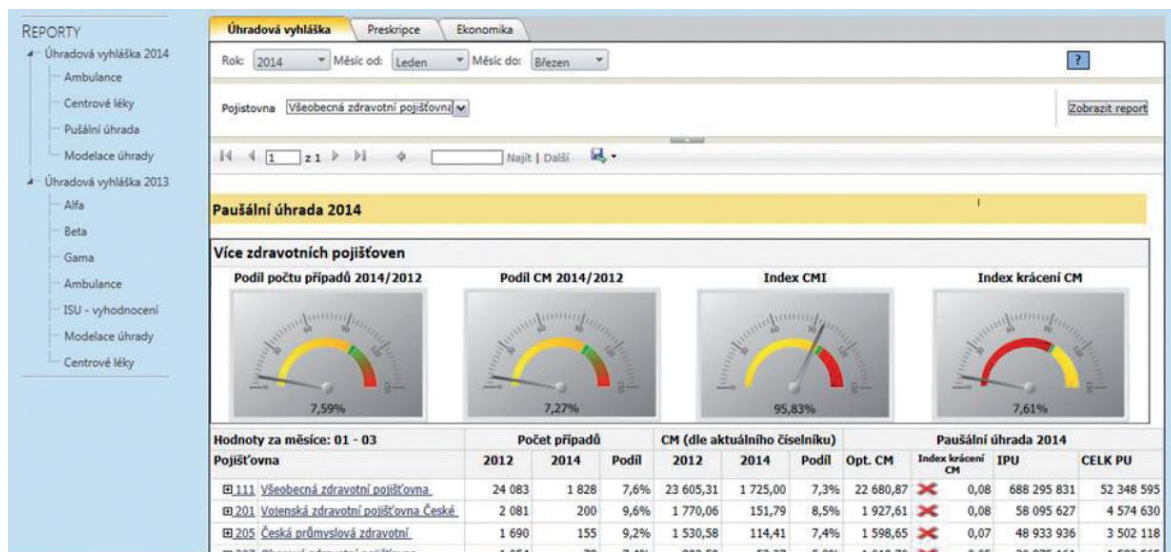 REPORTY
Úhradová vyhláška 2014
Ambulance
Centrové léky
Pušální úhrada
Modelace úhrady
Úhradová vyhláška 2013
Alfa
Beta
Gama
Ambulance
ISU - vyhodnocení
Modelace úhrady
Centrové léky
Úhradová vyhláška Preskripce Ekonomika
Rok: 2014 Měsíc od: Leden Měsíc do: Březen ?
Pojistovna Všeobecná zdravotní pojišťovna Zobrazit report
1 z 1 Najít | Další
Paušální úhrada 2014
Více zdravotních pojišťoven
Podíl počtu případů 2014/2012 Podíl CM 2014/2012 Index CMI Index krácení CM
7,59% 7,27% 95,83% 7,61%
Hodnoty za měsíce: 01 - 03 Počet případů CM (dle aktuálního číselníku) Paušální úhrada 2014
Pojišťovna 2012 2014 Podíl 2012 2014 Podíl Opt. CM Index krácení CM IPU CELK PU
111 Všeobecná zdravotní pojišťovna 24 083 1 828 7,6% 23 605,31 1 725,00 7,3% 22 680,87 0,08 688 295 831 52 348 595
201 Vojenská zdravotní pojišťovna České 2 081 200 9,6% 1 770,06 151,79 8,5% 1 927,61 0,08 58 095 627 4 574 630
205 Česká průmyslová zdravotní 1 690 155 9,2% 1 530,58 114,41 7,4% 1 598,65 0,07 48 933 936 3 502 118